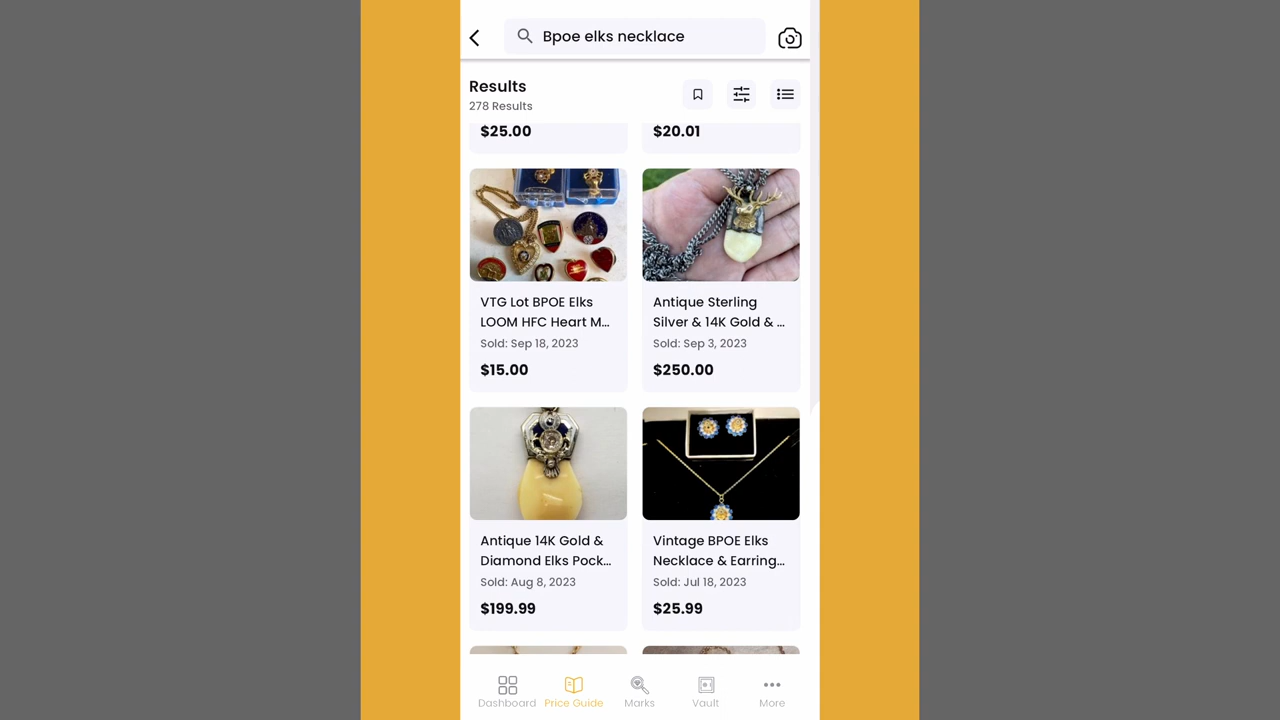 Bpoe elks necklace
Results
278 Results
$25.00
$20.01
VTG Lot BPOE Elks
LOOM HFC Heart M...
Sold: Sep 18, 2023
$15.00
Antique Sterling
Silver & 14K Gold & ...
Sold: Sep 3, 2023
$250.00
Antique 14K Gold &
Diamond Elks Pock...
Sold: Aug 8, 2023
$199.99
Vintage BPOE Elks
Necklace & Earring...
Sold: Jul 18, 2023
$25.99
Dashboard
Price Guide
Marks
Vault
More